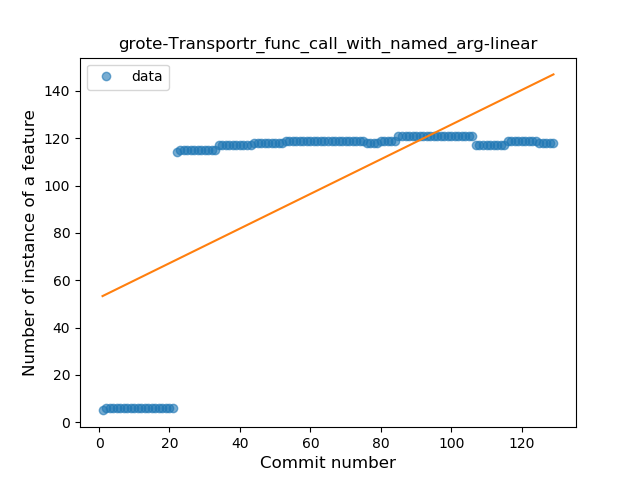 grote-Transportr_func_call_with_named_arg-linear
data
Number of instance of a feature
140
120
100
80
60
40
20
0
0 20 40 60 80 100 120
Commit number